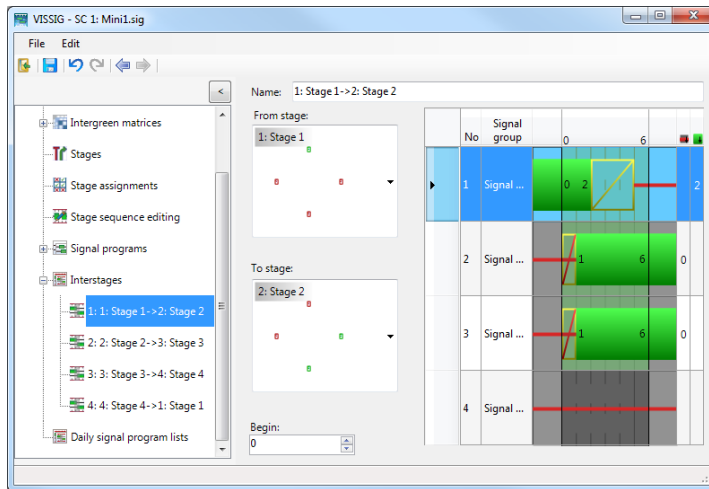 VISSIG - SC 1: Mini1.sig
File Edit
<
Name: 1: Stage 1->2: Stage 2
From stage:
1: Stage 1
To stage:
2: Stage 2
Begin:
0
Intergreen matrices
Stages
Stage assignments
Stage sequence editing
Signal programs
Interstages
1: 1: Stage 1->2: Stage 2
2: 2: Stage 2->3: Stage 3
3: 3: Stage 3->4: Stage 4
4: 4: Stage 4->1: Stage 1
Daily signal program lists
No Signal group 0 6
1 Signal ... 0 2 2
2 Signal ... 1 6 0
3 Signal ... 1 6 0
4 Signal ...